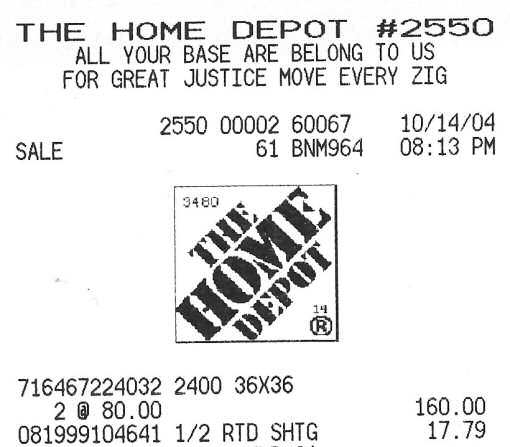 THE HOME DEPOT #2550
ALL YOUR BASE ARE BELONG TO US
FOR GREAT JUSTICE MOVE EVERY ZIG
2550 00002 60067 10/14/04
SALE 61 BNM964 08:13 PM
3480
THE
HOME
DEPOT
14
®
716467224032 2400 36X36
2 @ 80.00 160.00
081999104641 1/2 RTD SHTG 17.79